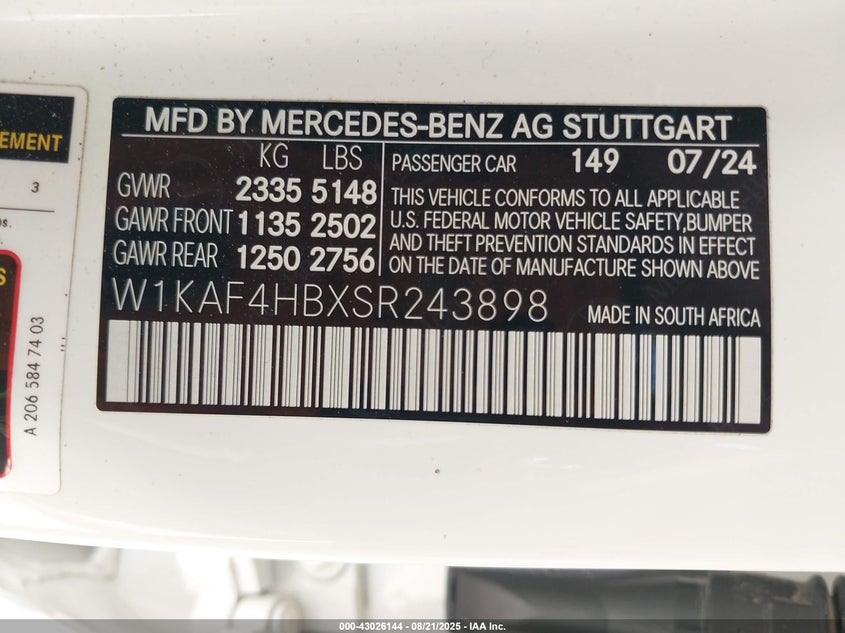 EMENT
3
S
A 206 584 74 03
MFD BY MERCEDES-BENZ AG STUTTGART
KG LBS
GVWR 2335 5148
GAWR FRONT 1135 2502
GAWR REAR 1250 2756
PASSENGER CAR 149 07/24
THIS VEHICLE CONFORMS TO ALL APPLICABLE
U.S. FEDERAL MOTOR VEHICLE SAFETY,BUMPER
AND THEFT PREVENTION STANDARDS IN EFFECT
ON THE DATE OF MANUFACTURE SHOWN ABOVE
W1KAF4HBXSR243898 MADE IN SOUTH AFRICA
000-43026144 - 08/21/2025 - IAA Inc.